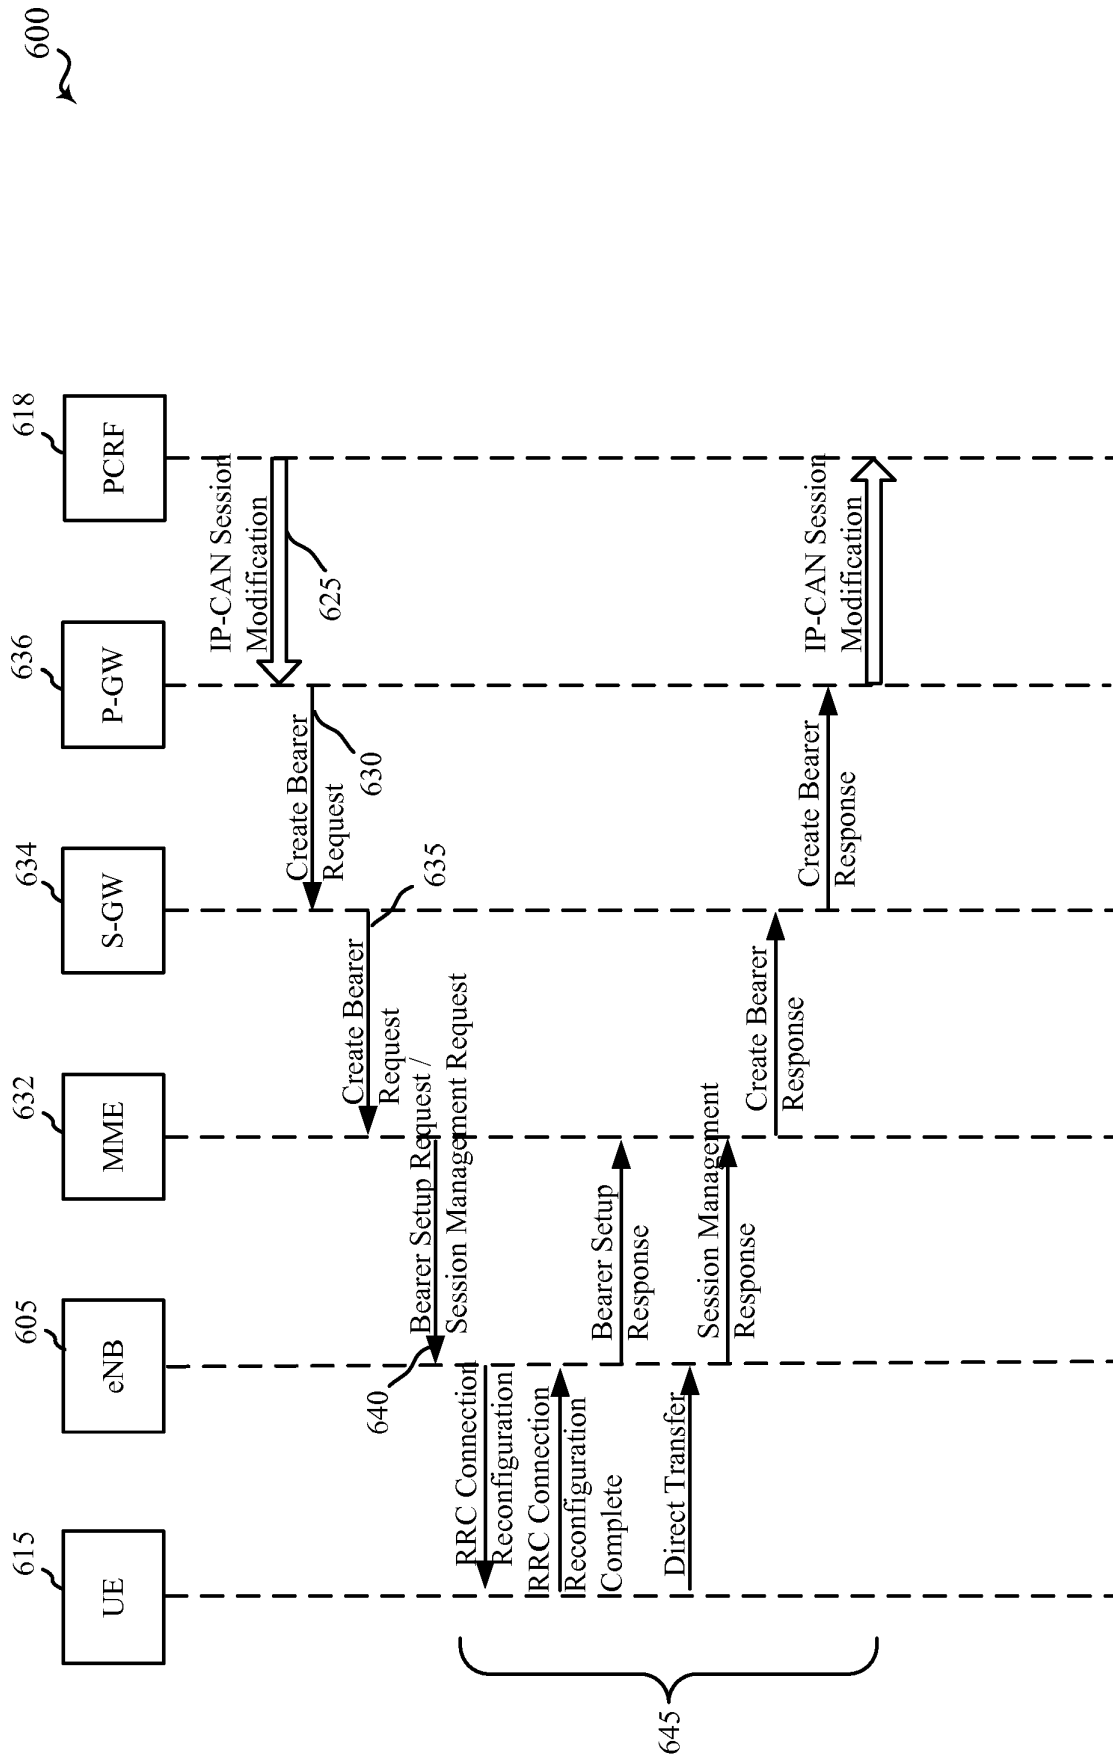 600
615
605
632
634
636
618
UE
eNB
MME
S-GW
P-GW
PCRF
IP-CAN Session
Modification
625
Create Bearer
Request
630
Create Bearer
Request
635
Bearer Setup Request /
Session Management Request
640
RRC Connection
Reconfiguration
RRC Connection
Reconfiguration
Complete
Bearer Setup
Response
Direct Transfer
Session Management
Response
Create Bearer
Response
Create Bearer
Response
IP-CAN Session
Modification
645